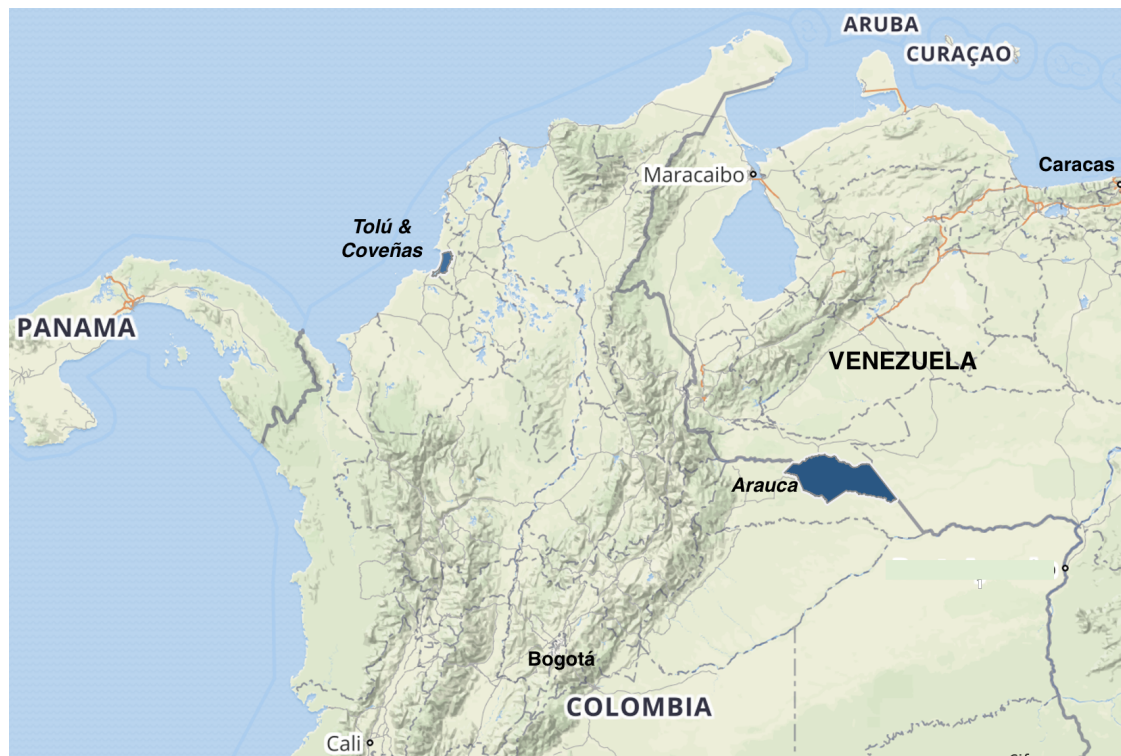 ARUBA
CURAÇAO
Caracas
Maracaibo
Tolú &
Coveñas
PANAMA
VENEZUELA
Arauca
Bogotá
COLOMBIA
Cali